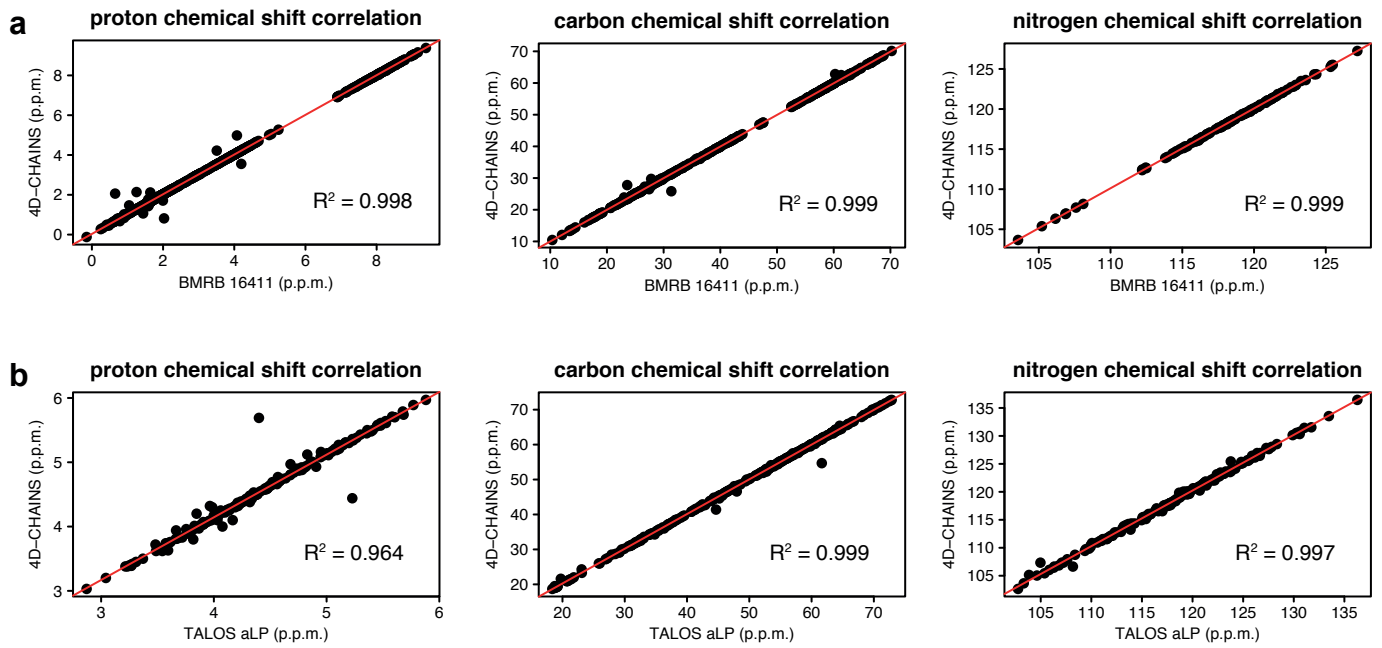 a
proton chemical shift correlation
4D–CHAINS (p.p.m.)
8
6
4
2
0
R² = 0.998
0 2 4 6 8
BMRB 16411 (p.p.m.)
carbon chemical shift correlation
4D–CHAINS (p.p.m.)
70
60
50
40
30
20
10
R² = 0.999
10 20 30 40 50 60 70
BMRB 16411 (p.p.m.)
nitrogen chemical shift correlation
4D–CHAINS (p.p.m.)
125
120
115
110
105
R² = 0.999
105 110 115 120 125
BMRB 16411 (p.p.m.)
b
proton chemical shift correlation
4D–CHAINS (p.p.m.)
6
5
4
3
R² = 0.964
3 4 5 6
TALOS aLP (p.p.m.)
carbon chemical shift correlation
4D–CHAINS (p.p.m.)
70
60
50
40
30
20
R² = 0.999
20 30 40 50 60 70
TALOS aLP (p.p.m.)
nitrogen chemical shift correlation
4D–CHAINS (p.p.m.)
135
130
125
120
115
110
105
R² = 0.997
105 110 115 120 125 130 135
TALOS aLP (p.p.m.)